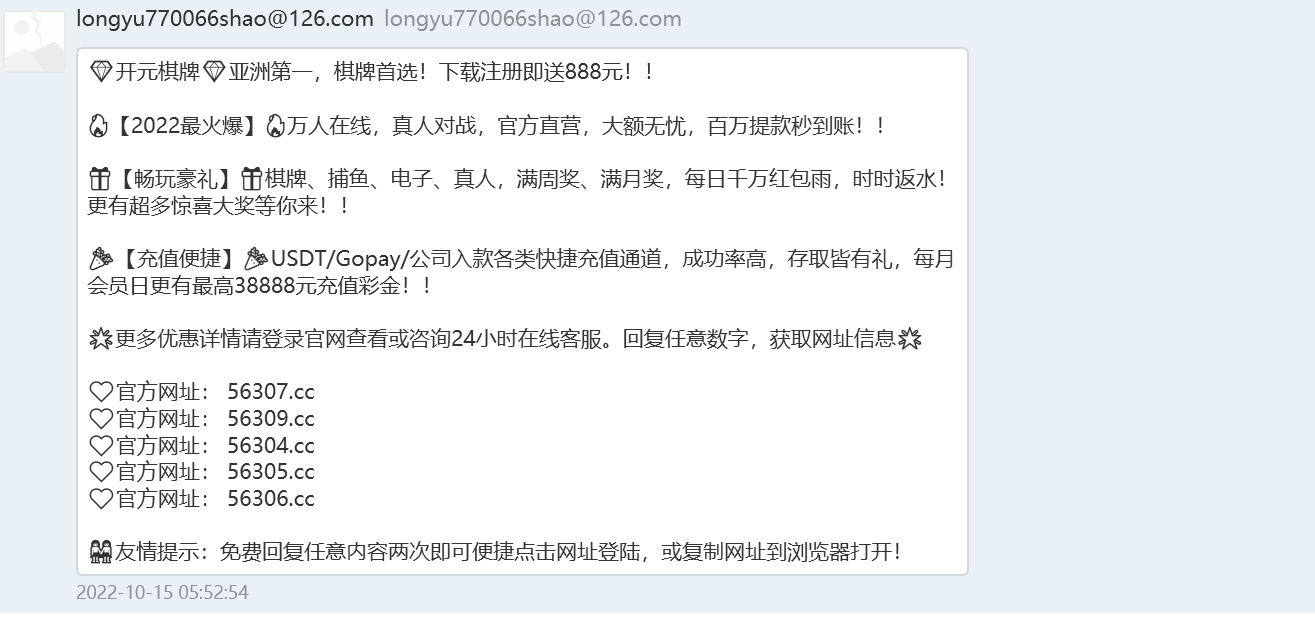 longyu770066shao@126.com longyu770066shao@126.com
💎开元棋牌💎亚洲第一，棋牌首选！下载注册即送888元！！
🔥【2022最火爆】🔥万人在线，真人对战，官方直营，大额无忧，百万提款秒到账！！
🎁【畅玩豪礼】🎁棋牌、捕鱼、电子、真人，满周奖、满月奖，每日千万红包雨，时时返水！
更有超多惊喜大奖等你来！！
🎉【充值便捷】🎉USDT/Gopay/公司入款各类快捷充值通道，成功率高，存取皆有礼，每月
会员日更有最高38888元充值彩金！！
🌟更多优惠详情请登录官网查看或咨询24小时在线客服。回复任意数字，获取网址信息🌟
♡官方网址： 56307.cc
♡官方网址： 56309.cc
♡官方网址： 56304.cc
♡官方网址： 56305.cc
♡官方网址： 56306.cc
👭友情提示：免费回复任意内容两次即可便捷点击网址登陆，或复制网址到浏览器打开！
2022-10-15 05:52:54